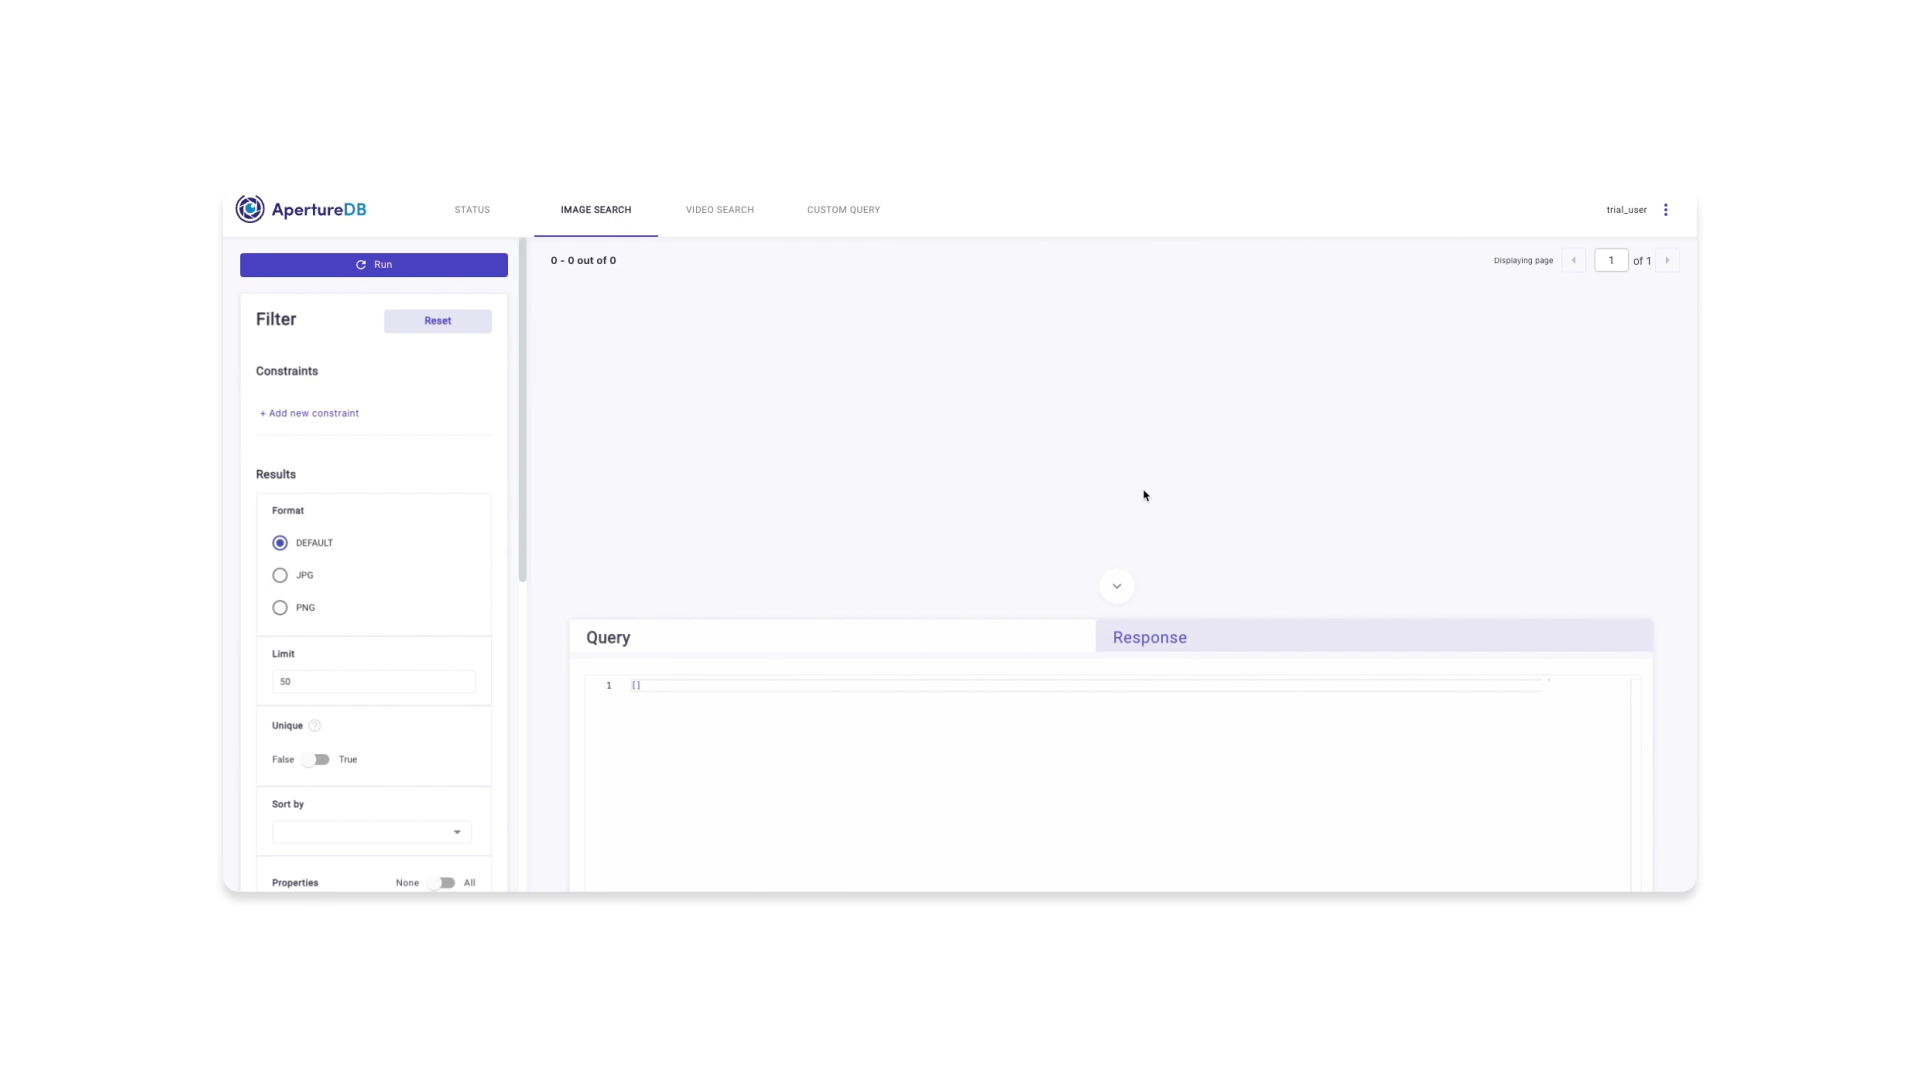 ApertureDB
STATUS
IMAGE SEARCH
VIDEO SEARCH
CUSTOM QUERY
trial_user
Run
0 - 0 out of 0
Displaying page
1
of 1
Filter
Reset
Constraints
+ Add new constraint
Results
Format
DEFAULT
JPG
PNG
Limit
50
Unique ?
False
True
Sort by
Properties
None
All
Query
Response
1
[]